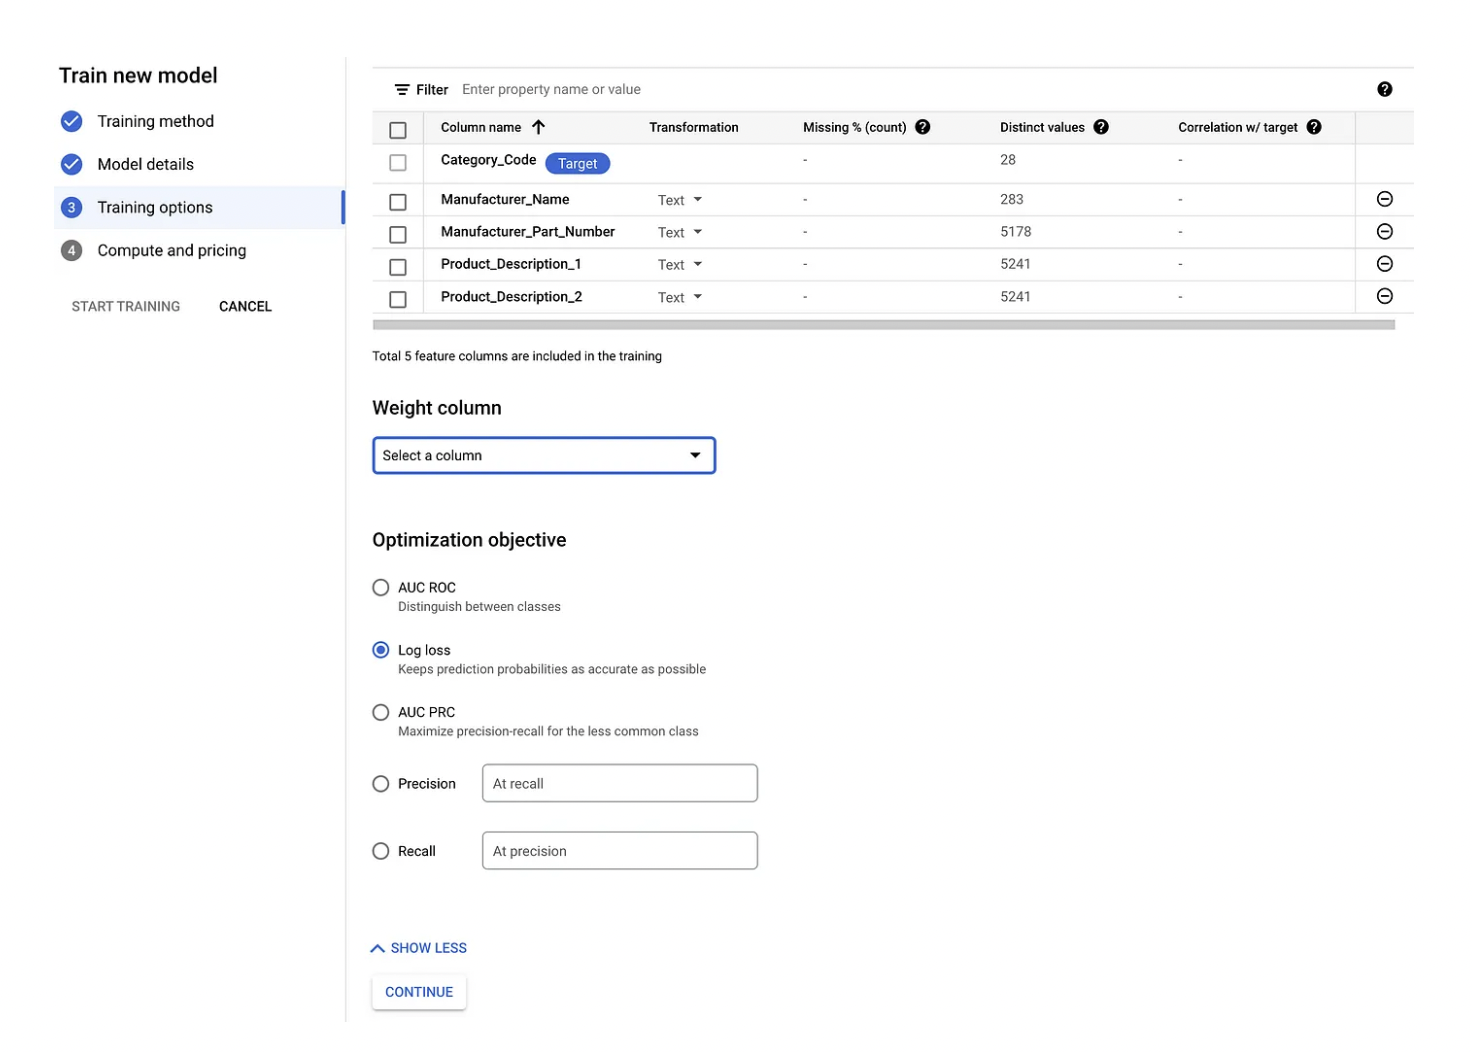 Train new model
Training method
Model details
3 Training options
4 Compute and pricing
START TRAINING CANCEL
Filter Enter property name or value ?
Column name Transformation Missing % (count) ? Distinct values ? Correlation w/ target ?
Category_Code Target - 28 -
Manufacturer_Name Text - 283 -
Manufacturer_Part_Number Text - 5178 -
Product_Description_1 Text - 5241 -
Product_Description_2 Text - 5241 -
Total 5 feature columns are included in the training
Weight column
Select a column
Optimization objective
AUC ROC
Distinguish between classes
Log loss
Keeps prediction probabilities as accurate as possible
AUC PRC
Maximize precision-recall for the less common class
Precision At recall
Recall At precision
SHOW LESS
CONTINUE